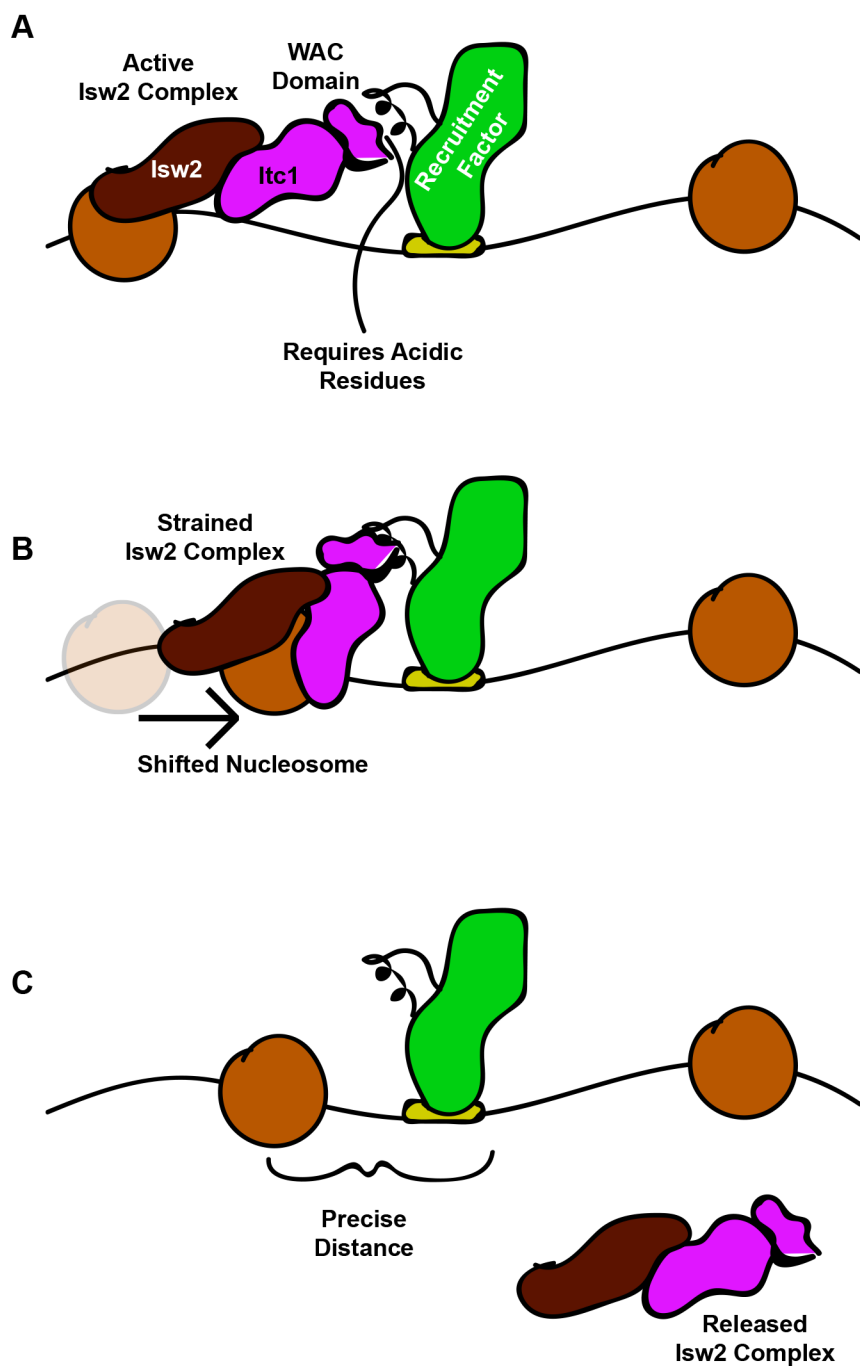 A
Active
Isw2 Complex
WAC
Domain
Isw2
Itc1
Recruitment
Factor
Requires Acidic
Residues
B
Strained
Isw2 Complex
Shifted Nucleosome
C
Precise
Distance
Released
Isw2 Complex